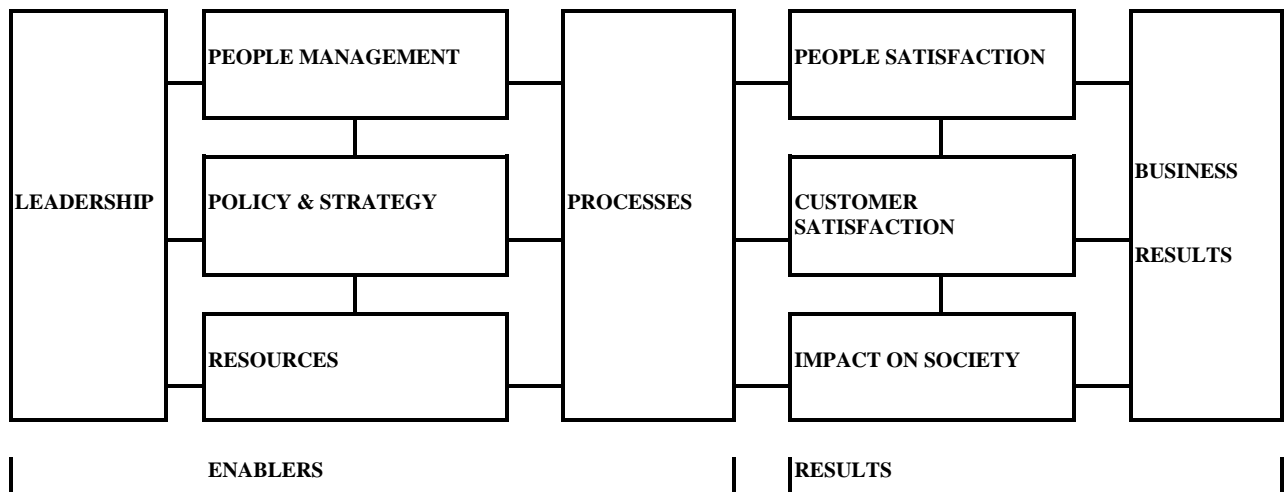 LEADERSHIP
PEOPLE MANAGEMENT
POLICY & STRATEGY
RESOURCES
PROCESSES
PEOPLE SATISFACTION
CUSTOMER
SATISFACTION
IMPACT ON SOCIETY
BUSINESS
RESULTS
ENABLERS
RESULTS